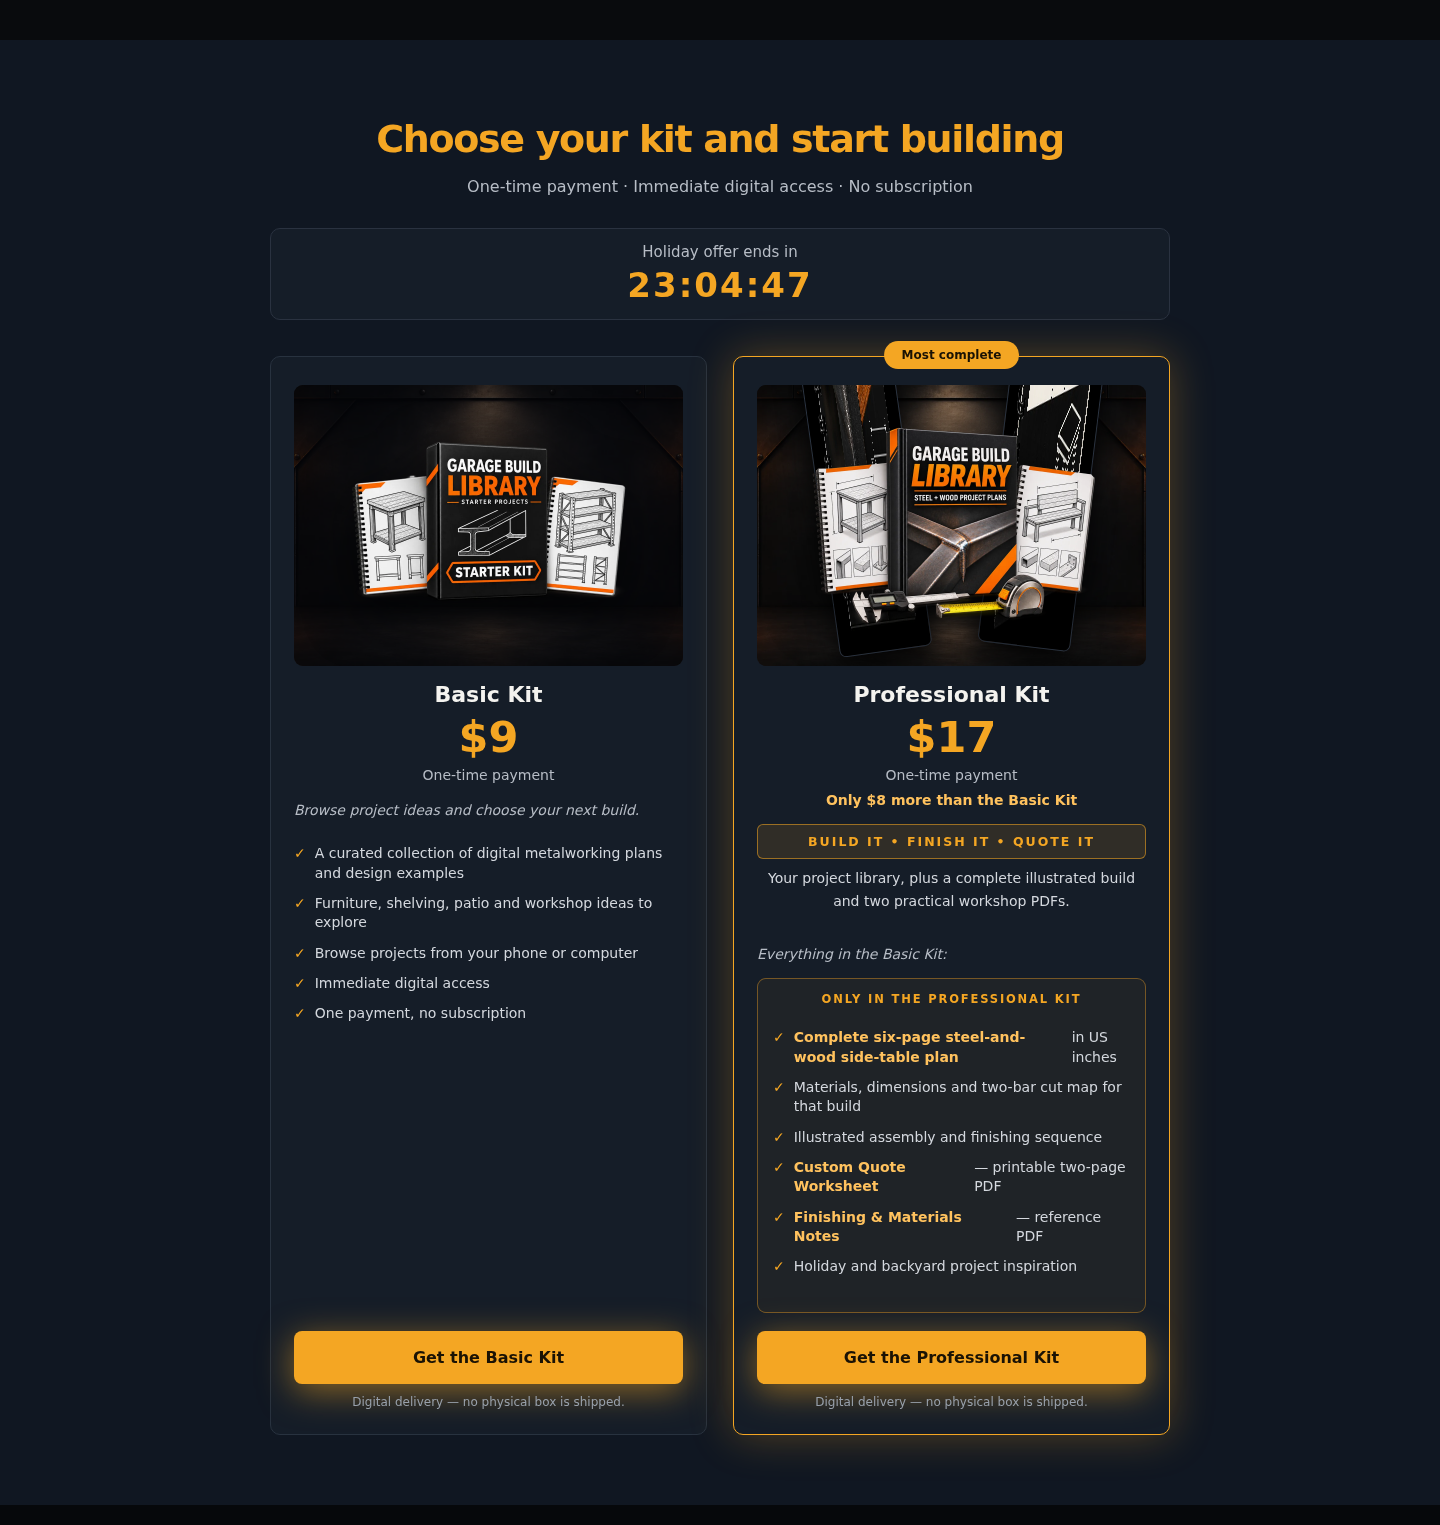 Choose your kit and start building
One-time payment · Immediate digital access · No subscription
Holiday offer ends in
23:04:47
GARAGE BUILD
LIBRARY
STARTER PROJECTS
STARTER KIT
Basic Kit
$9
One-time payment
Browse project ideas and choose your next build.
✓ A curated collection of digital metalworking plans
and design examples
✓ Furniture, shelving, patio and workshop ideas to
explore
✓ Browse projects from your phone or computer
✓ Immediate digital access
✓ One payment, no subscription
Get the Basic Kit
Digital delivery — no physical box is shipped.
Most complete
GARAGE BUILD
LIBRARY
STEEL + WOOD PROJECT PLANS
Professional Kit
$17
One-time payment
Only $8 more than the Basic Kit
BUILD IT • FINISH IT • QUOTE IT
Your project library, plus a complete illustrated build
and two practical workshop PDFs.
Everything in the Basic Kit:
ONLY IN THE PROFESSIONAL KIT
✓ Complete six-page steel-and- in US
wood side-table plan inches
✓ Materials, dimensions and two-bar cut map for
that build
✓ Illustrated assembly and finishing sequence
✓ Custom Quote — printable two-page
Worksheet PDF
✓ Finishing & Materials — reference
Notes PDF
✓ Holiday and backyard project inspiration
Get the Professional Kit
Digital delivery — no physical box is shipped.